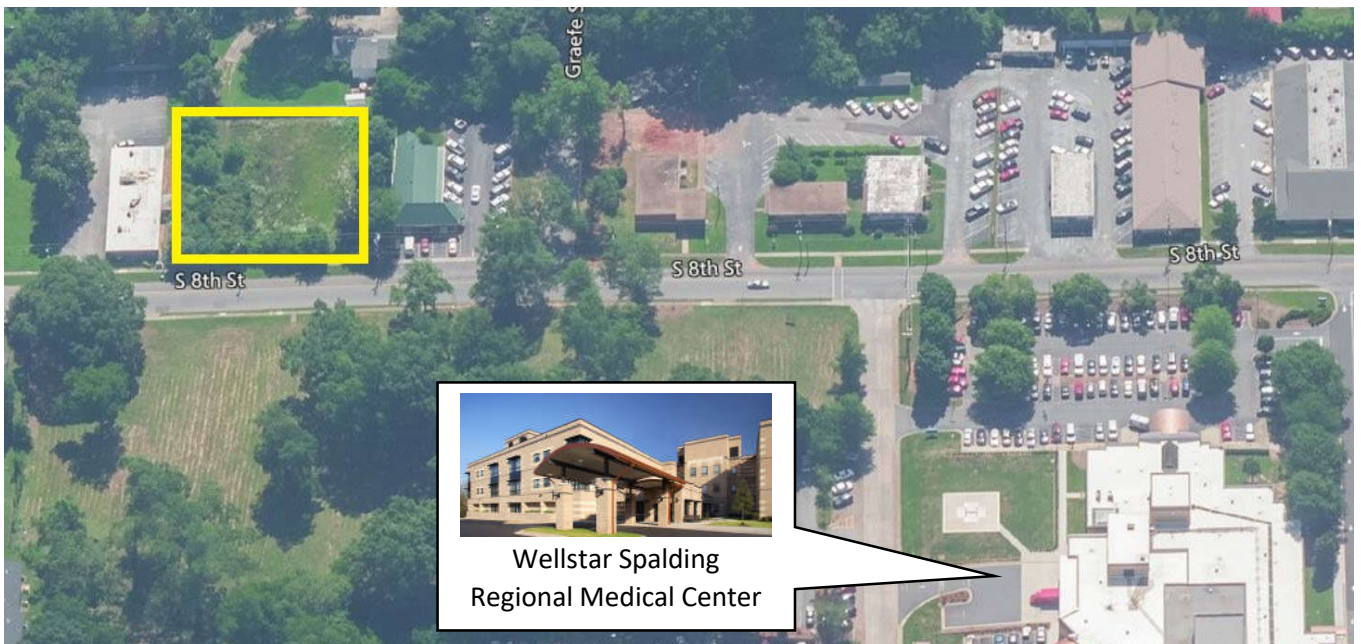 Graefe S
S 8th St
S 8th St
S 8th St
Wellstar Spalding
Regional Medical Center
H